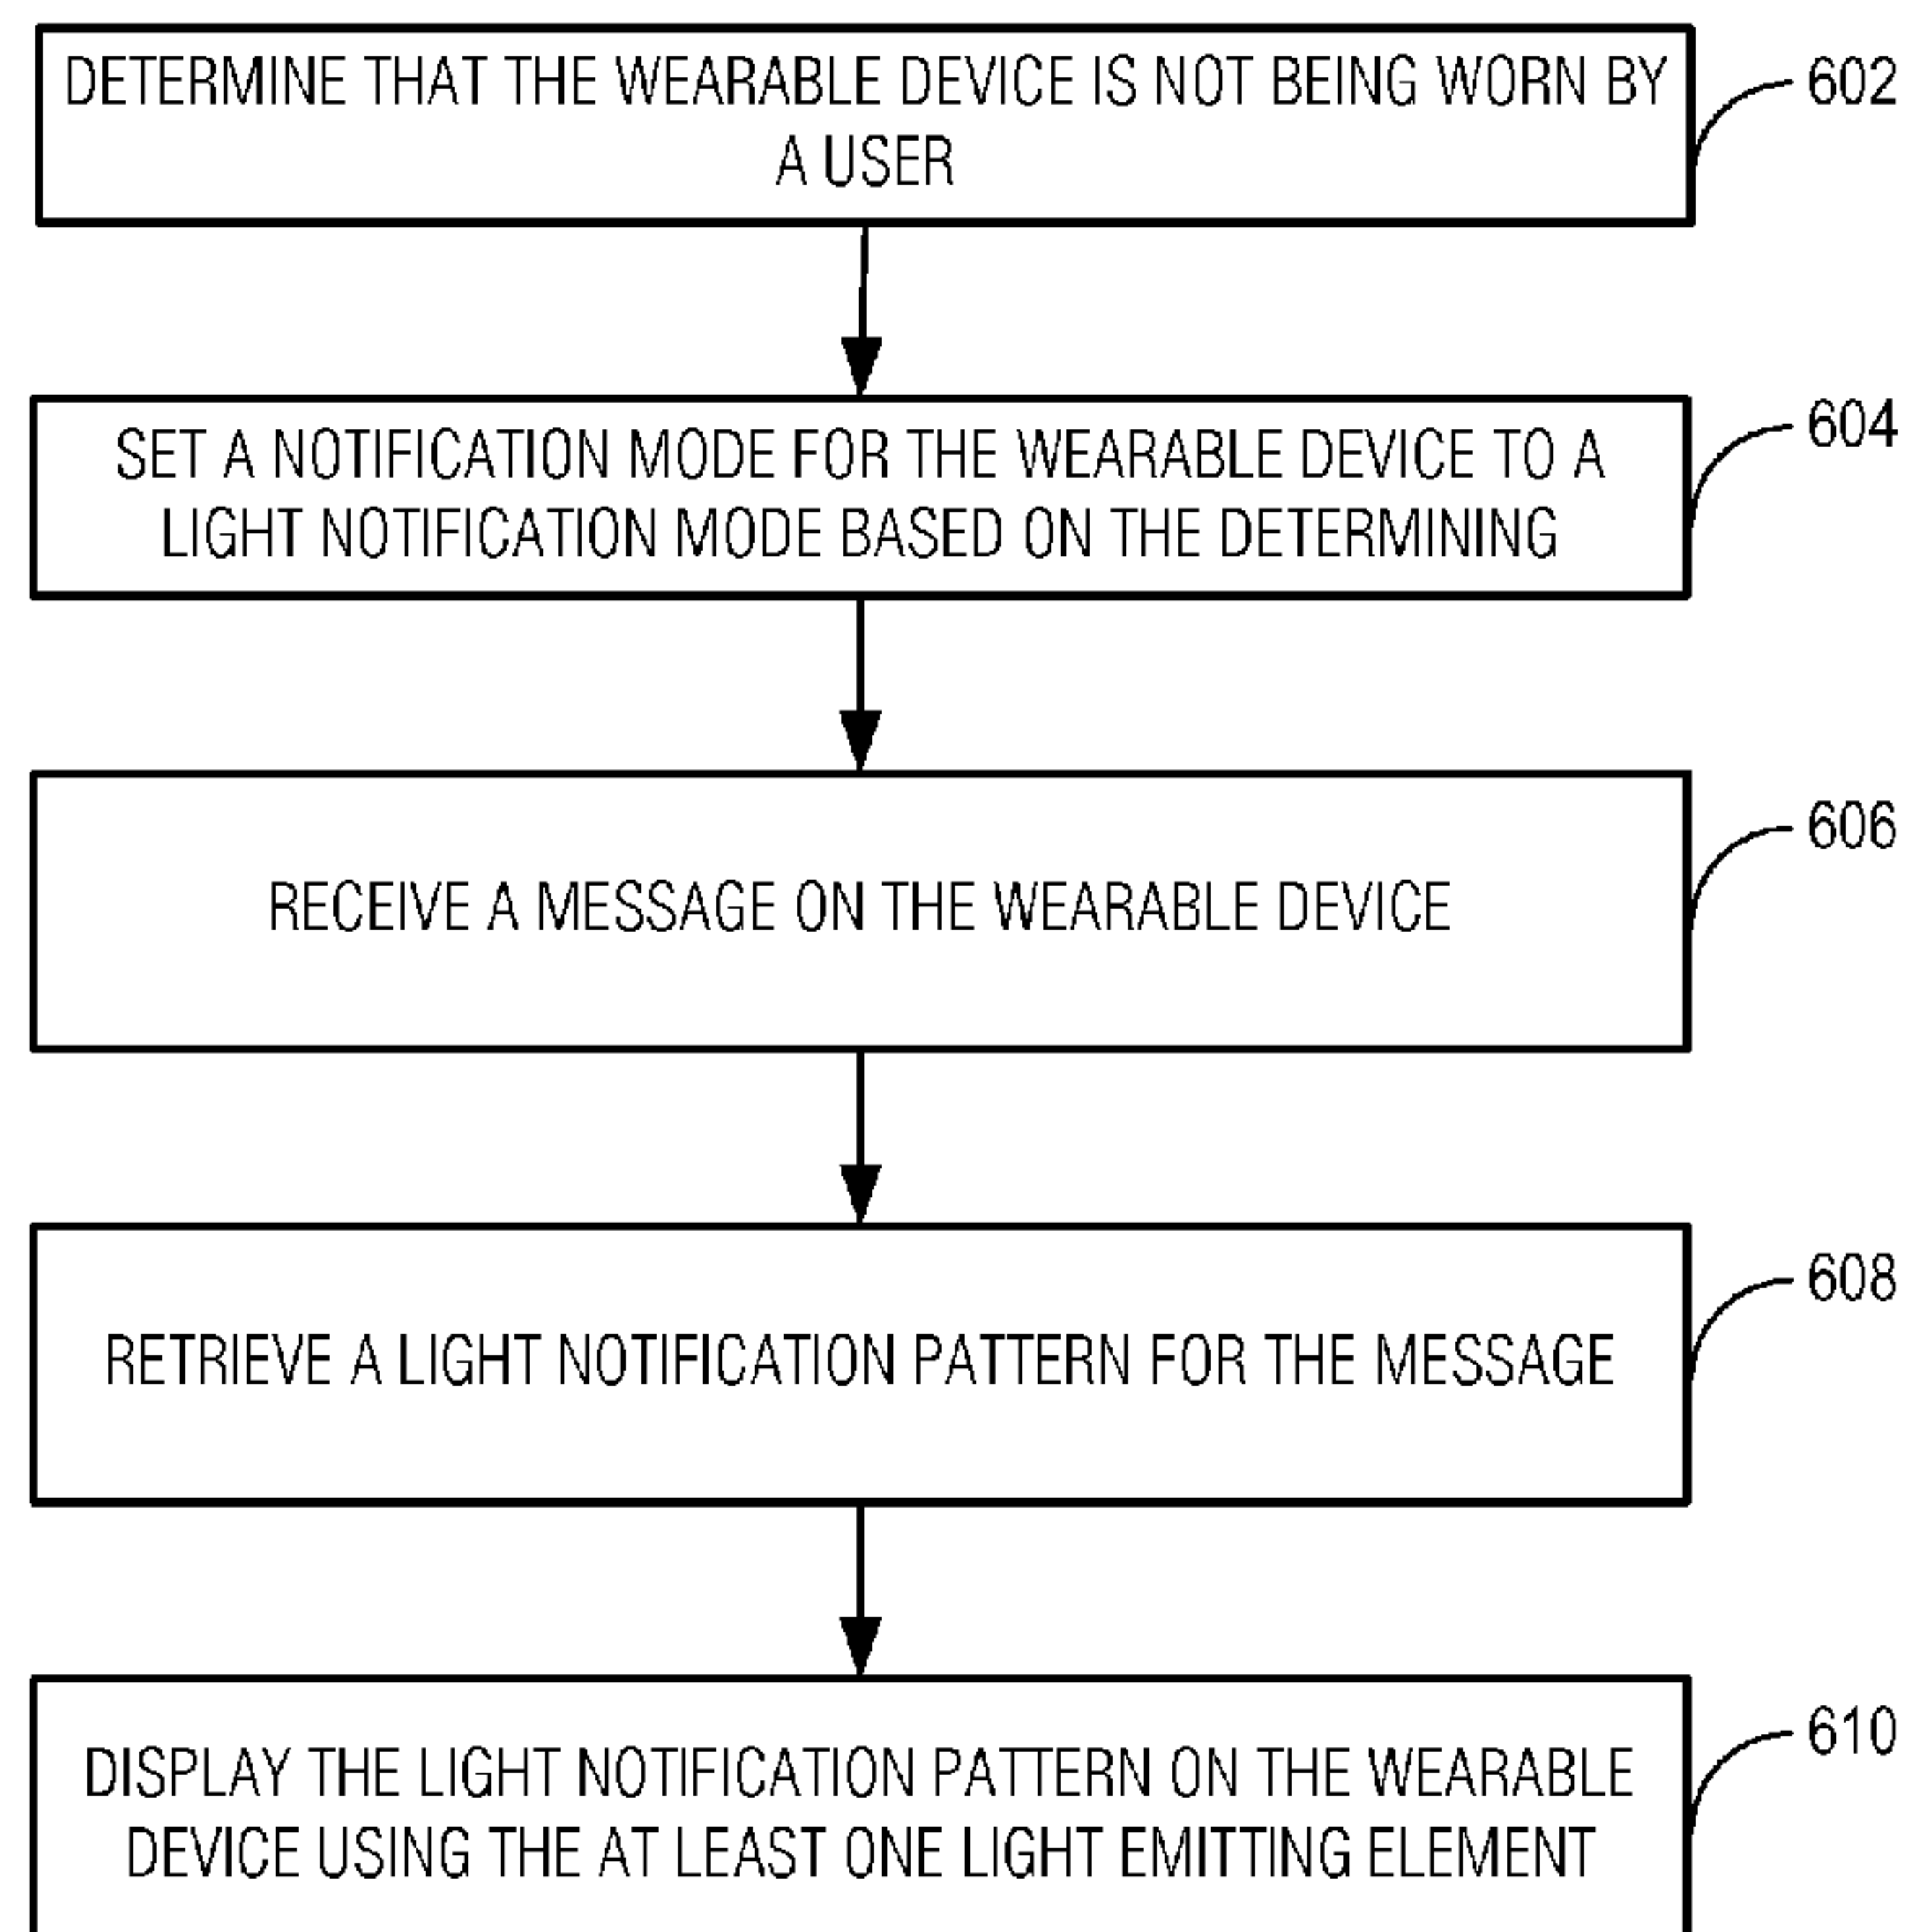 DETERMINE THAT THE WEARABLE DEVICE IS NOT BEING WORN BY
A USER
602
SET A NOTIFICATION MODE FOR THE WEARABLE DEVICE TO A
LIGHT NOTIFICATION MODE BASED ON THE DETERMINING
604
RECEIVE A MESSAGE ON THE WEARABLE DEVICE
606
RETRIEVE A LIGHT NOTIFICATION PATTERN FOR THE MESSAGE
608
DISPLAY THE LIGHT NOTIFICATION PATTERN ON THE WEARABLE
DEVICE USING THE AT LEAST ONE LIGHT EMITTING ELEMENT
610